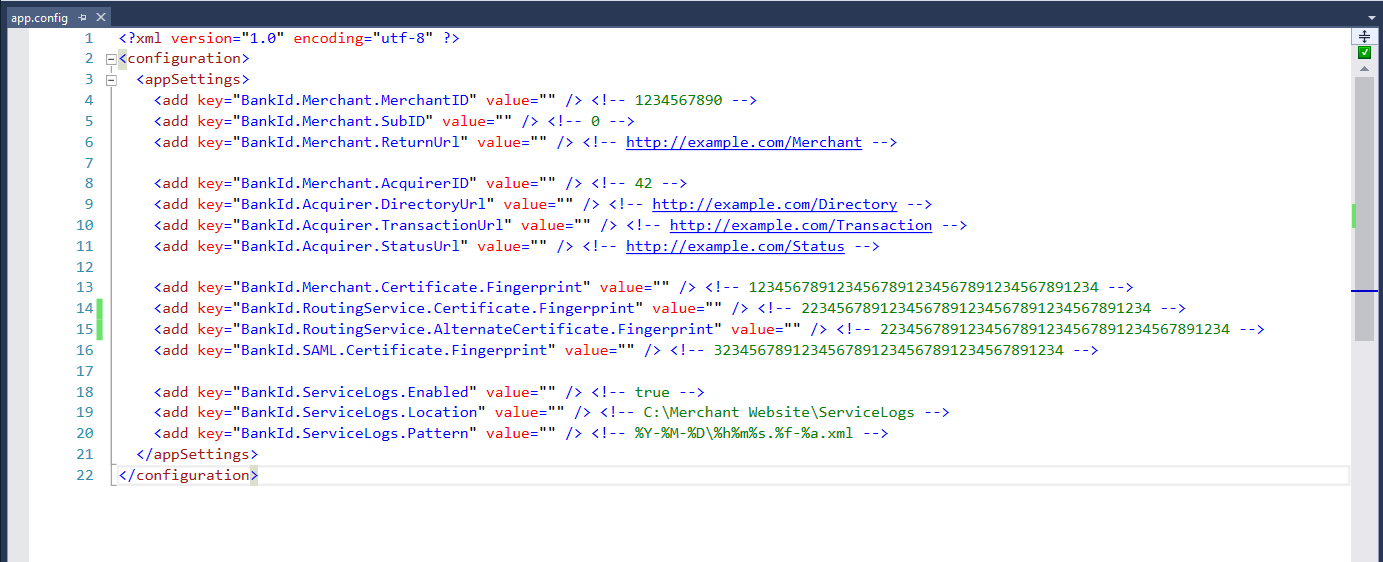 app.config
1 <?xml version="1.0" encoding="utf-8" ?>
2 <configuration>
3 <appSettings>
4 <add key="BankId.Merchant.MerchantID" value="" /> <!-- 1234567890 -->
5 <add key="BankId.Merchant.SubID" value="" /> <!-- 0 -->
6 <add key="BankId.Merchant.ReturnUrl" value="" /> <!-- http://example.com/Merchant -->
7
8 <add key="BankId.Merchant.AcquirerID" value="" /> <!-- 42 -->
9 <add key="BankId.Acquirer.DirectoryUrl" value="" /> <!-- http://example.com/Directory -->
10 <add key="BankId.Acquirer.TransactionUrl" value="" /> <!-- http://example.com/Transaction -->
11 <add key="BankId.Acquirer.StatusUrl" value="" /> <!-- http://example.com/Status -->
12
13 <add key="BankId.Merchant.Certificate.Fingerprint" value="" /> <!-- 1234567891234567891234567891234567891234 -->
14 <add key="BankId.RoutingService.Certificate.Fingerprint" value="" /> <!-- 2234567891234567891234567891234567891234 -->
15 <add key="BankId.RoutingService.AlternateCertificate.Fingerprint" value="" /> <!-- 2234567891234567891234567891234567891234 -->
16 <add key="BankId.SAML.Certificate.Fingerprint" value="" /> <!-- 3234567891234567891234567891234567891234 -->
17
18 <add key="BankId.ServiceLogs.Enabled" value="" /> <!-- true -->
19 <add key="BankId.ServiceLogs.Location" value="" /> <!-- C:\Merchant Website\ServiceLogs -->
20 <add key="BankId.ServiceLogs.Pattern" value="" /> <!-- %Y-%M-%D\%h%m%s.%f-%a.xml -->
21 </appSettings>
22 </configuration>